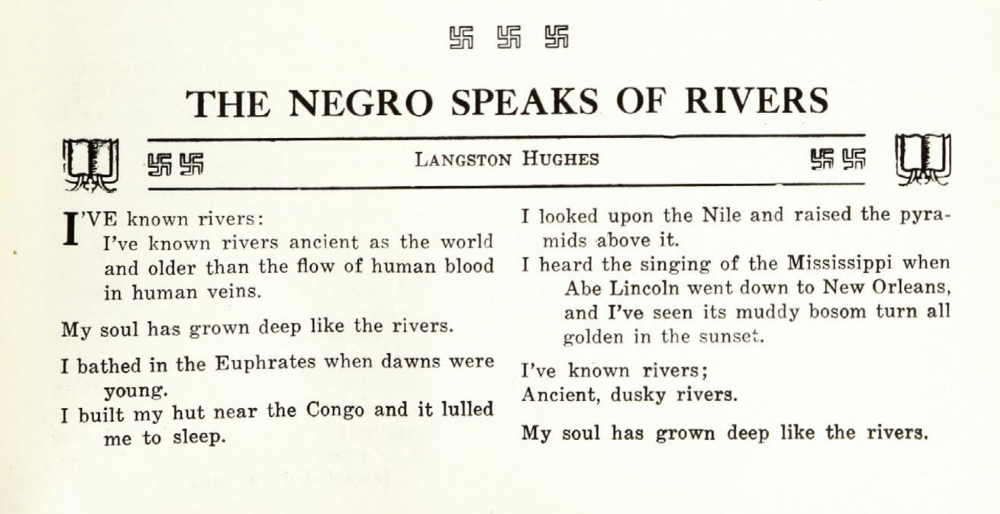 THE NEGRO SPEAKS OF RIVERS
LANGSTON HUGHES
I'VE known rivers:
I've known rivers ancient as the world
and older than the flow of human blood
in human veins.
My soul has grown deep like the rivers.
I bathed in the Euphrates when dawns were
young.
I built my hut near the Congo and it lulled
me to sleep.
I looked upon the Nile and raised the pyra-
mids above it.
I heard the singing of the Mississippi when
Abe Lincoln went down to New Orleans,
and I've seen its muddy bosom turn all
golden in the sunset.
I've known rivers;
Ancient, dusky rivers.
My soul has grown deep like the rivers.